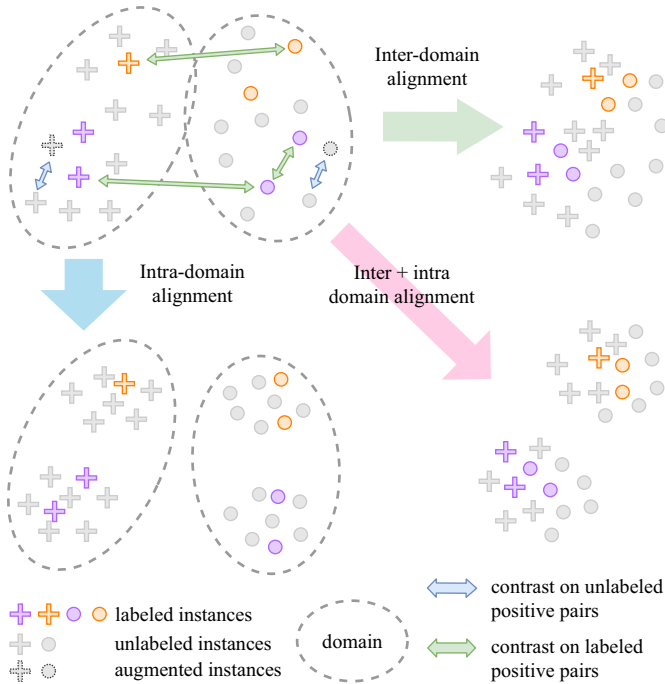 Inter-domain
alignment
Intra-domain
alignment
Inter + intra
domain alignment
labeled instances
unlabeled instances
augmented instances
domain
contrast on unlabeled
positive pairs
contrast on labeled
positive pairs